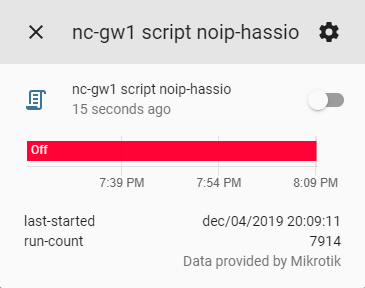 nc-gw1 script noip-hassio
nc-gw1 script noip-hassio
15 seconds ago
Off
7:39 PM 7:54 PM 8:09 PM
last-started dec/04/2019 20:09:11
run-count 7914
Data provided by Mikrotik